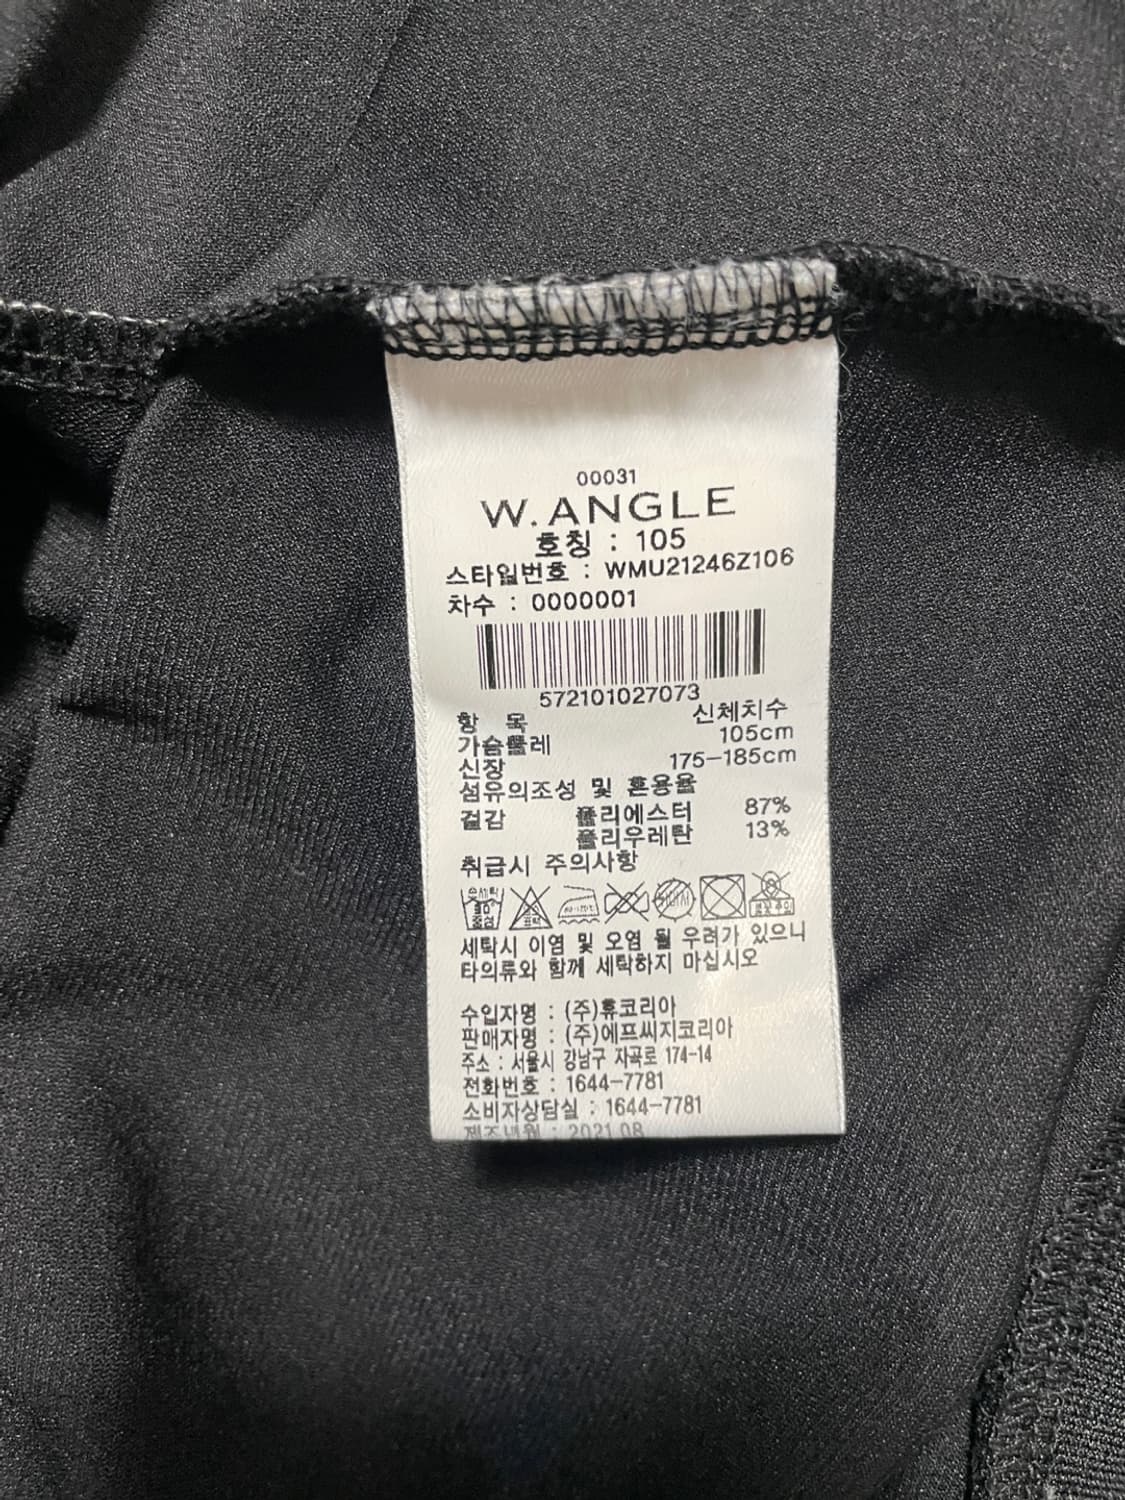 00031
W.ANGLE
호칭 : 105
스타일번호 : WMU21246Z106
차수 : 0000001
572101027073
항 목 신체치수
가슴둘레 105cm
신장 175-185cm
섬유의조성 및 혼용율
겉감 폴리에스터 87%
폴리우레탄 13%
취급시 주의사항
세탁시 이염 및 오염 될 우려가 있으니
타의류와 함께 세탁하지 마십시오
수입자명 : (주)휴코리아
판매자명 : (주)에프씨지코리아
주소 : 서울시 강남구 자곡로 174-14
전화번호 : 1644-7781
소비자상담실 : 1644-7781
제조년월 : 2021.08